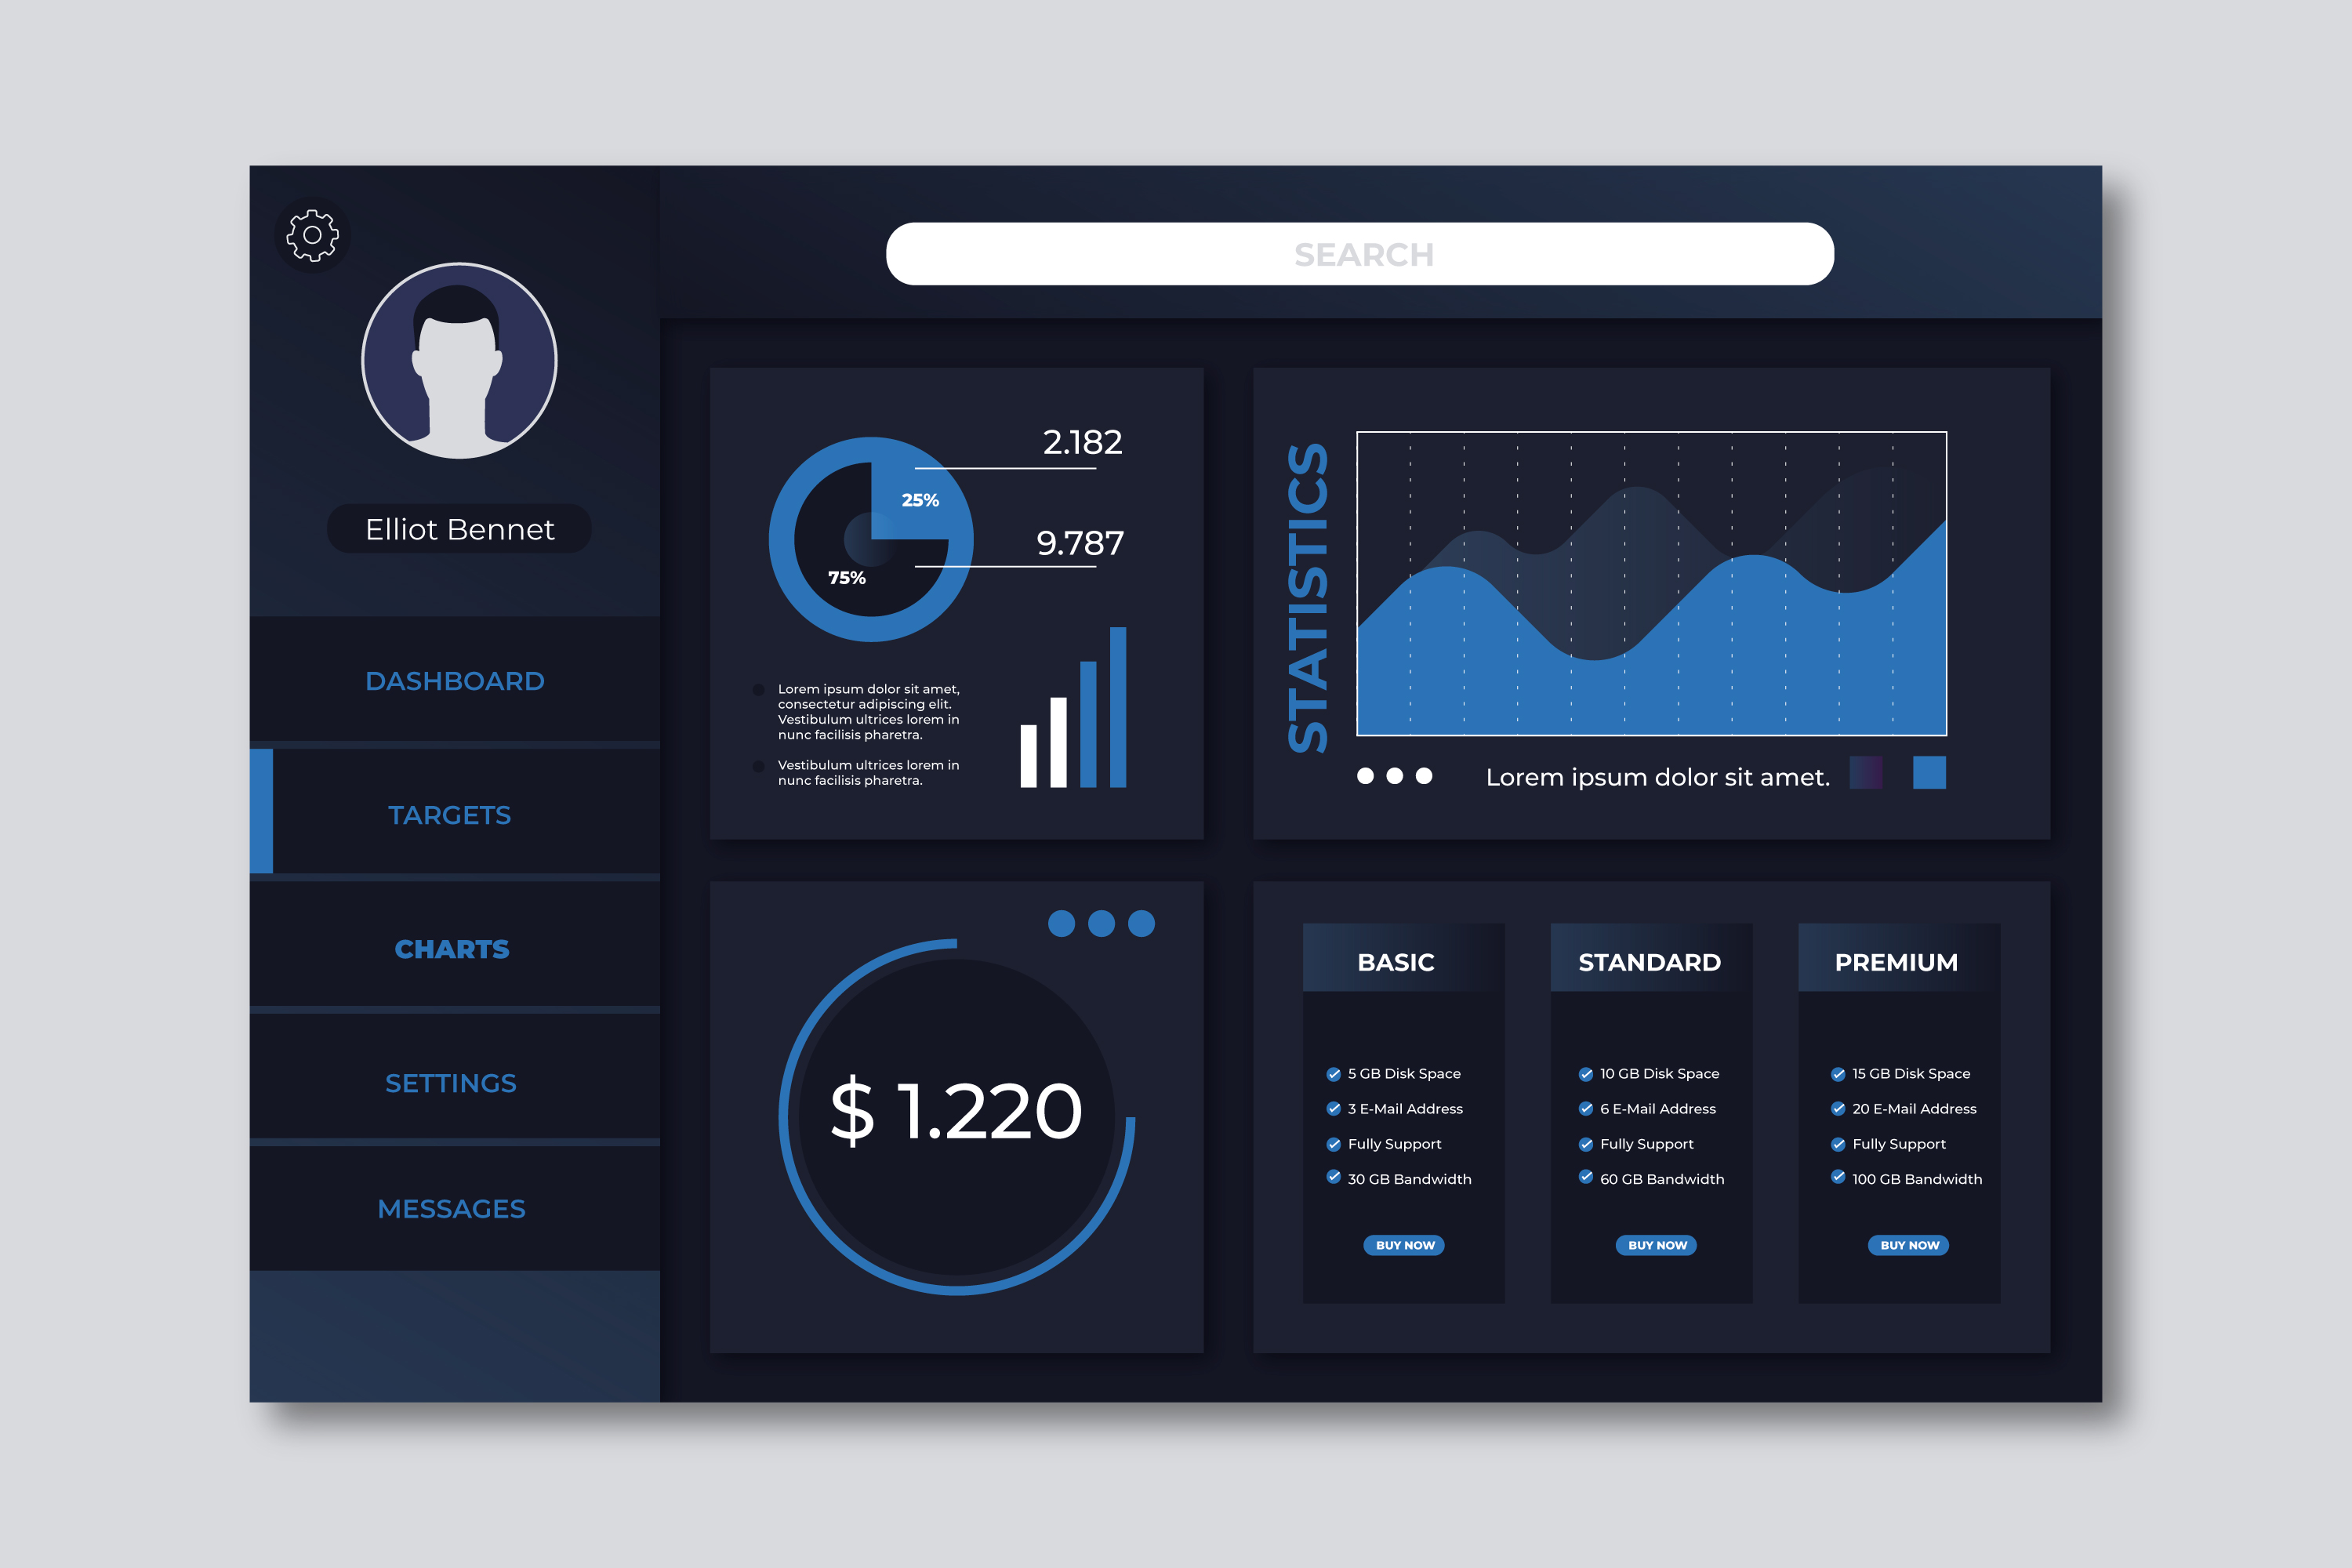 SEARCH
Elliot Bennet
DASHBOARD
TARGETS
CHARTS
SETTINGS
MESSAGES
2.182
25%
9.787
75%
Lorem ipsum dolor sit amet,
consectetur adipiscing elit.
Vestibulum ultrices lorem in
nunc facilisis pharetra.
Vestibulum ultrices lorem in
nunc facilisis pharetra.
STATISTICS
Lorem ipsum dolor sit amet.
$ 1.220
BASIC
5 GB Disk Space
3 E-Mail Address
Fully Support
30 GB Bandwidth
BUY NOW
STANDARD
10 GB Disk Space
6 E-Mail Address
Fully Support
60 GB Bandwidth
BUY NOW
PREMIUM
15 GB Disk Space
20 E-Mail Address
Fully Support
100 GB Bandwidth
BUY NOW